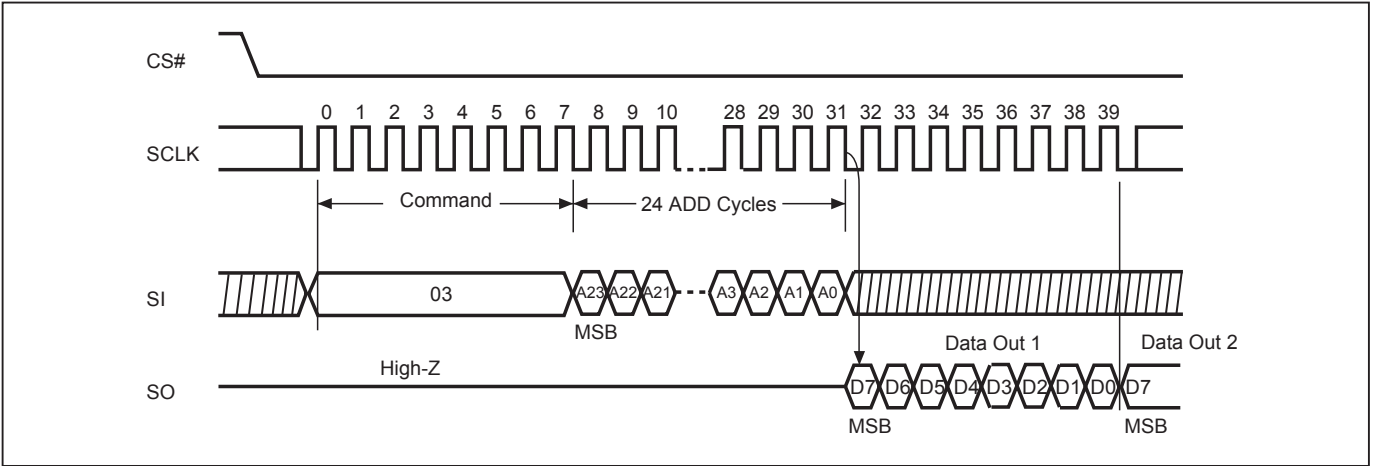 CS#
0 1 2 3 4 5 6 7 8 9 10 28 29 30 31 32 33 34 35 36 37 38 39
SCLK
Command
24 ADD Cycles
SI
03
A23 A22 A21 A3 A2 A1 A0
MSB
Data Out 1
Data Out 2
High-Z
SO
D7 D6 D5 D4 D3 D2 D1 D0 D7
MSB
MSB